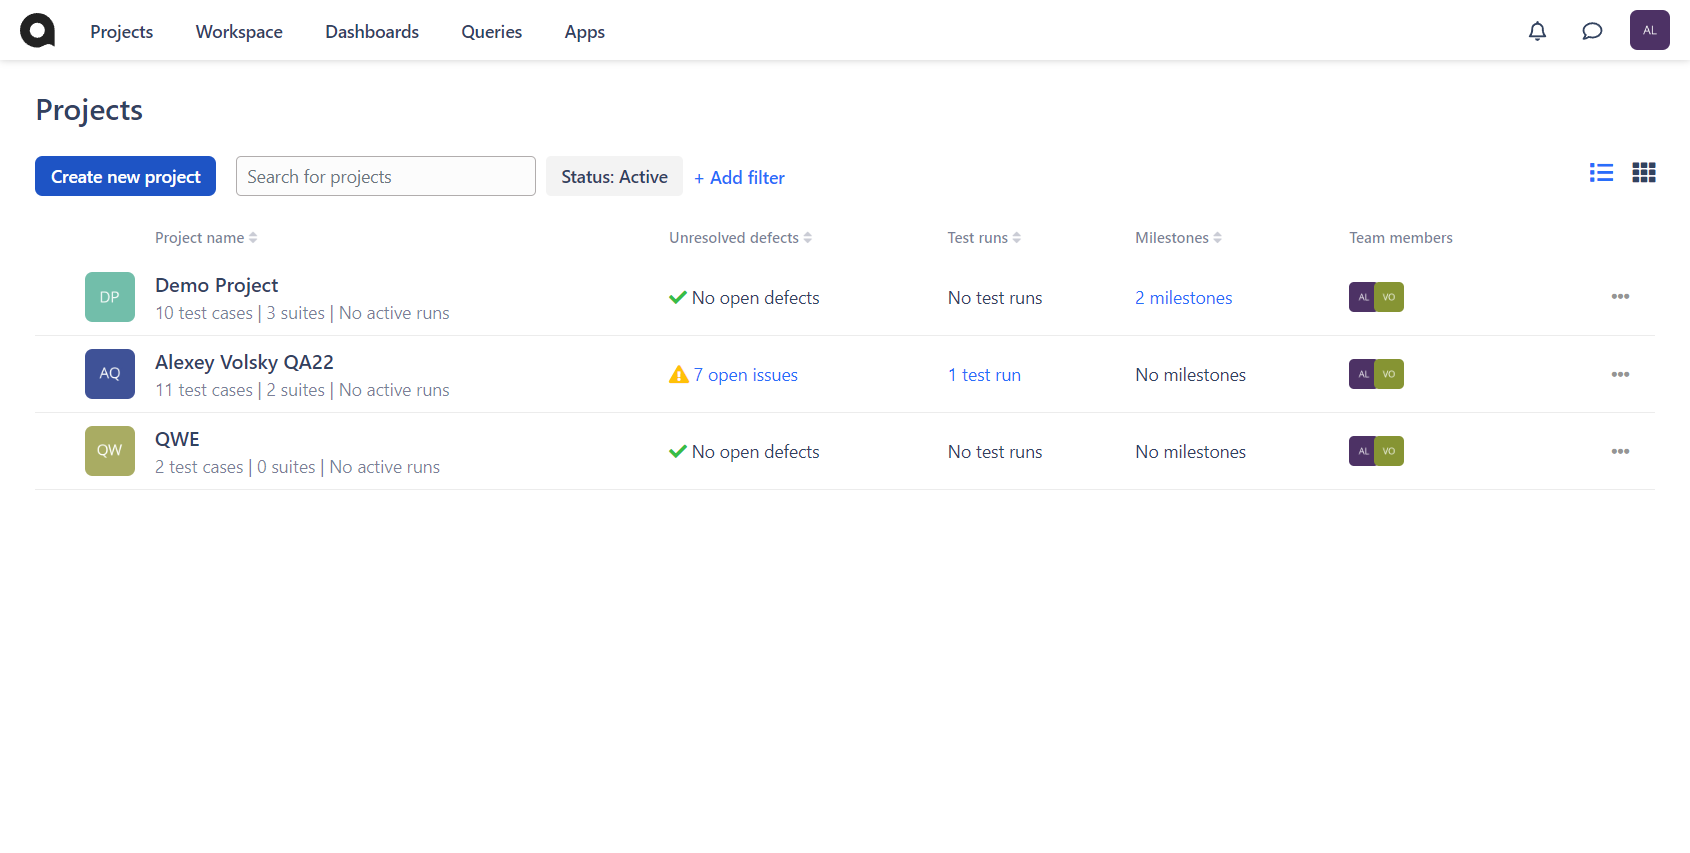 Projects Workspace Dashboards Queries Apps AL
Projects
Create new project Search for projects Status: Active + Add filter
Project name Unresolved defects Test runs Milestones Team members
DP Demo Project
10 test cases | 3 suites | No active runs No open defects No test runs 2 milestones AL VO
AQ Alexey Volsky QA22
11 test cases | 2 suites | No active runs 7 open issues 1 test run No milestones AL VO
QW QWE
2 test cases | 0 suites | No active runs No open defects No test runs No milestones AL VO